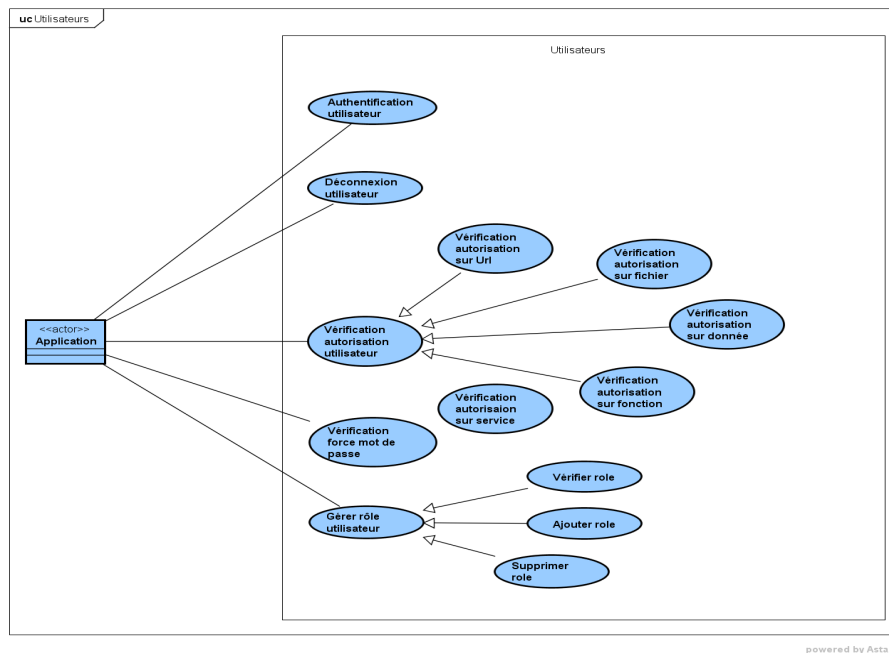 uc Utilisateurs
Utilisateurs
Authentification
utilisateur
Déconnexion
utilisateur
Vérification
autorisation
sur Url
Vérification
autorisation
sur fichier
<<actor>>
Application
Vérification
autorisation
utilisateur
Vérification
autorisation
sur donnée
Vérification
autorisation
sur fonction
Vérification
autorisaion
sur service
Vérification
force mot de
passe
Vérifier role
Gérer rôle
utilisateur
Ajouter role
Supprimer
role
powered by Asta